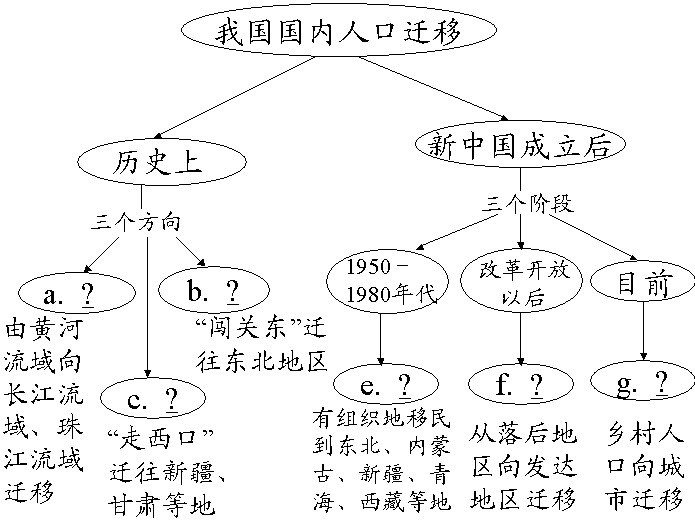 我国国内人口迁移
历史上
新中国成立后
三个方向
三个阶段
a. ?
由黄河
流域向
长江流
域、珠
江流域
迁移
b. ?
“闯关东”迁
往东北地区
c. ?
“走西口”
迁往新疆、
甘肃等地
1950－
1980年代
改革开放
以后
目前
e. ?
有组织地移民
到东北、内蒙
古、新疆、青
海、西藏等地
f. ?
从落后地
区向发达
地区迁移
g. ?
乡村人
口向城
市迁移